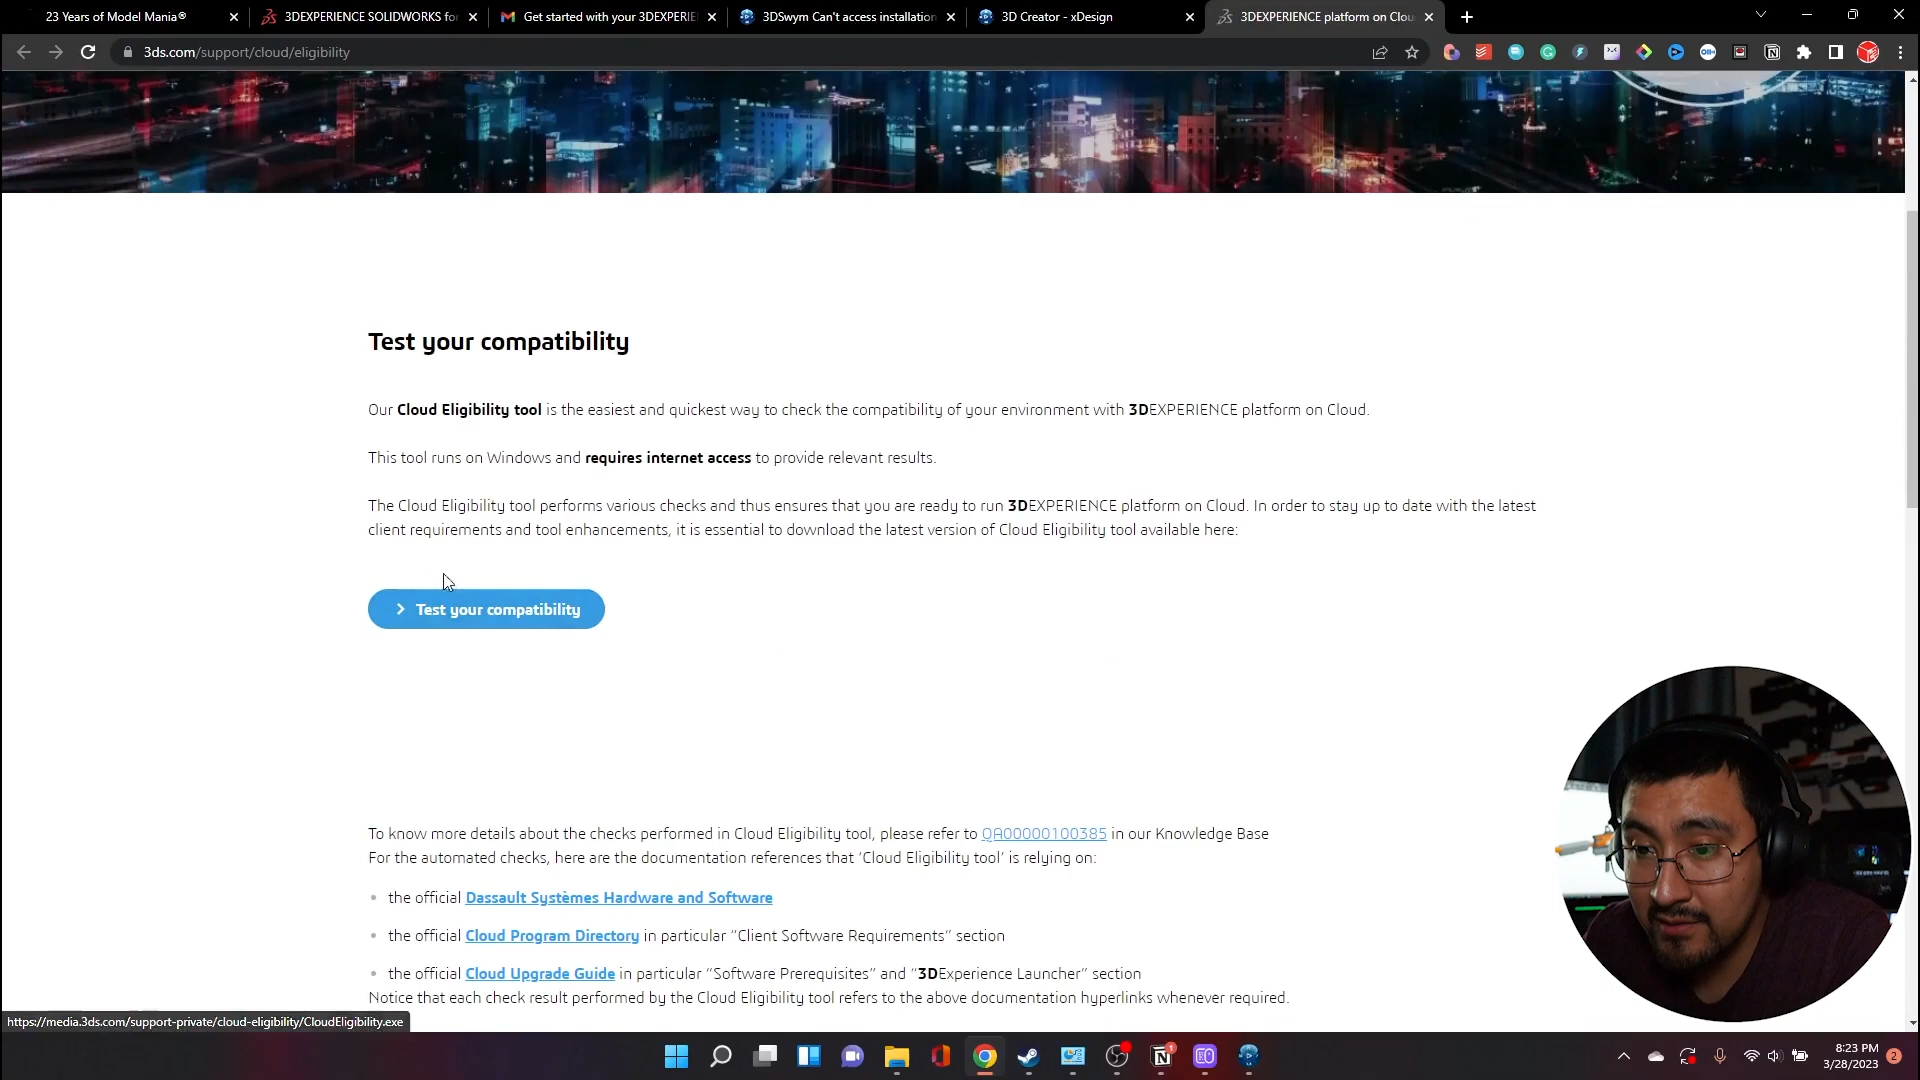 23 Years of Model Mania®
3DEXPERIENCE SOLIDWORKS for
Get started with your 3DEXPERIE
3DSwym Can't access installation
3D Creator - xDesign
3DEXPERIENCE platform on Clou
3ds.com/support/cloud/eligibility
Test your compatibility
Our Cloud Eligibility tool is the easiest and quickest way to check the compatibility of your environment with 3DEXPERIENCE platform on Cloud.
This tool runs on Windows and requires internet access to provide relevant results.
The Cloud Eligibility tool performs various checks and thus ensures that you are ready to run 3DEXPERIENCE platform on Cloud. In order to stay up to date with the latest
client requirements and tool enhancements, it is essential to download the latest version of Cloud Eligibility tool available here:
Test your compatibility
To know more details about the checks performed in Cloud Eligibility tool, please refer to QA00000100385 in our Knowledge Base
For the automated checks, here are the documentation references that ‘Cloud Eligibility tool’ is relying on:
• the official Dassault Systèmes Hardware and Software
• the official Cloud Program Directory in particular “Client Software Requirements” section
• the official Cloud Upgrade Guide in particular “Software Prerequisites” and “3DExperience Launcher” section
Notice that each check result performed by the Cloud Eligibility tool refers to the above documentation hyperlinks whenever required.
https://media.3ds.com/support-private/cloud-eligibility/CloudEligibility.exe
8:23 PM
3/28/2023
2